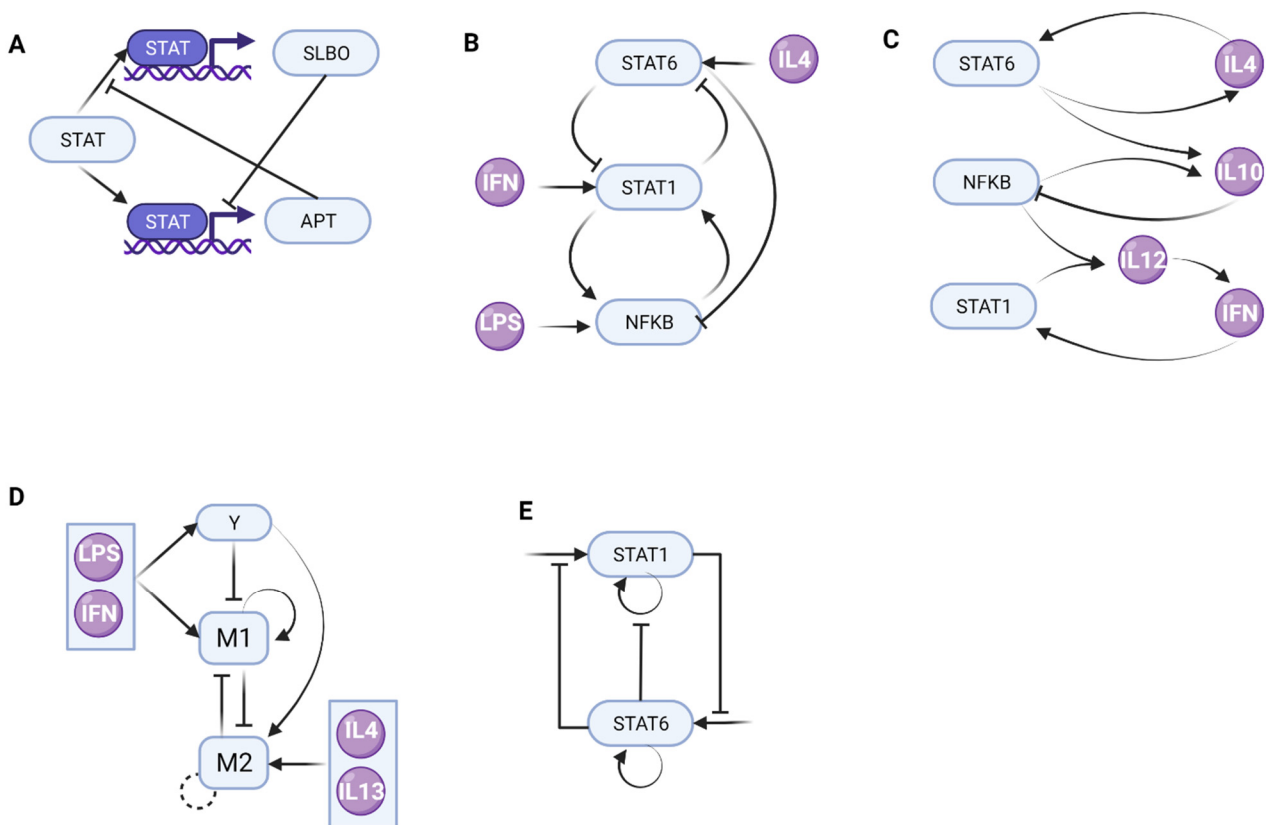 A
STAT
SLBO
STAT
STAT
APT
B
STAT6
IL4
IFN
STAT1
LPS
NFKB
C
STAT6
IL4
NFKB
IL10
IL12
STAT1
IFN
D
Y
LPS
IFN
M1
M2
IL4
IL13
E
STAT1
STAT6